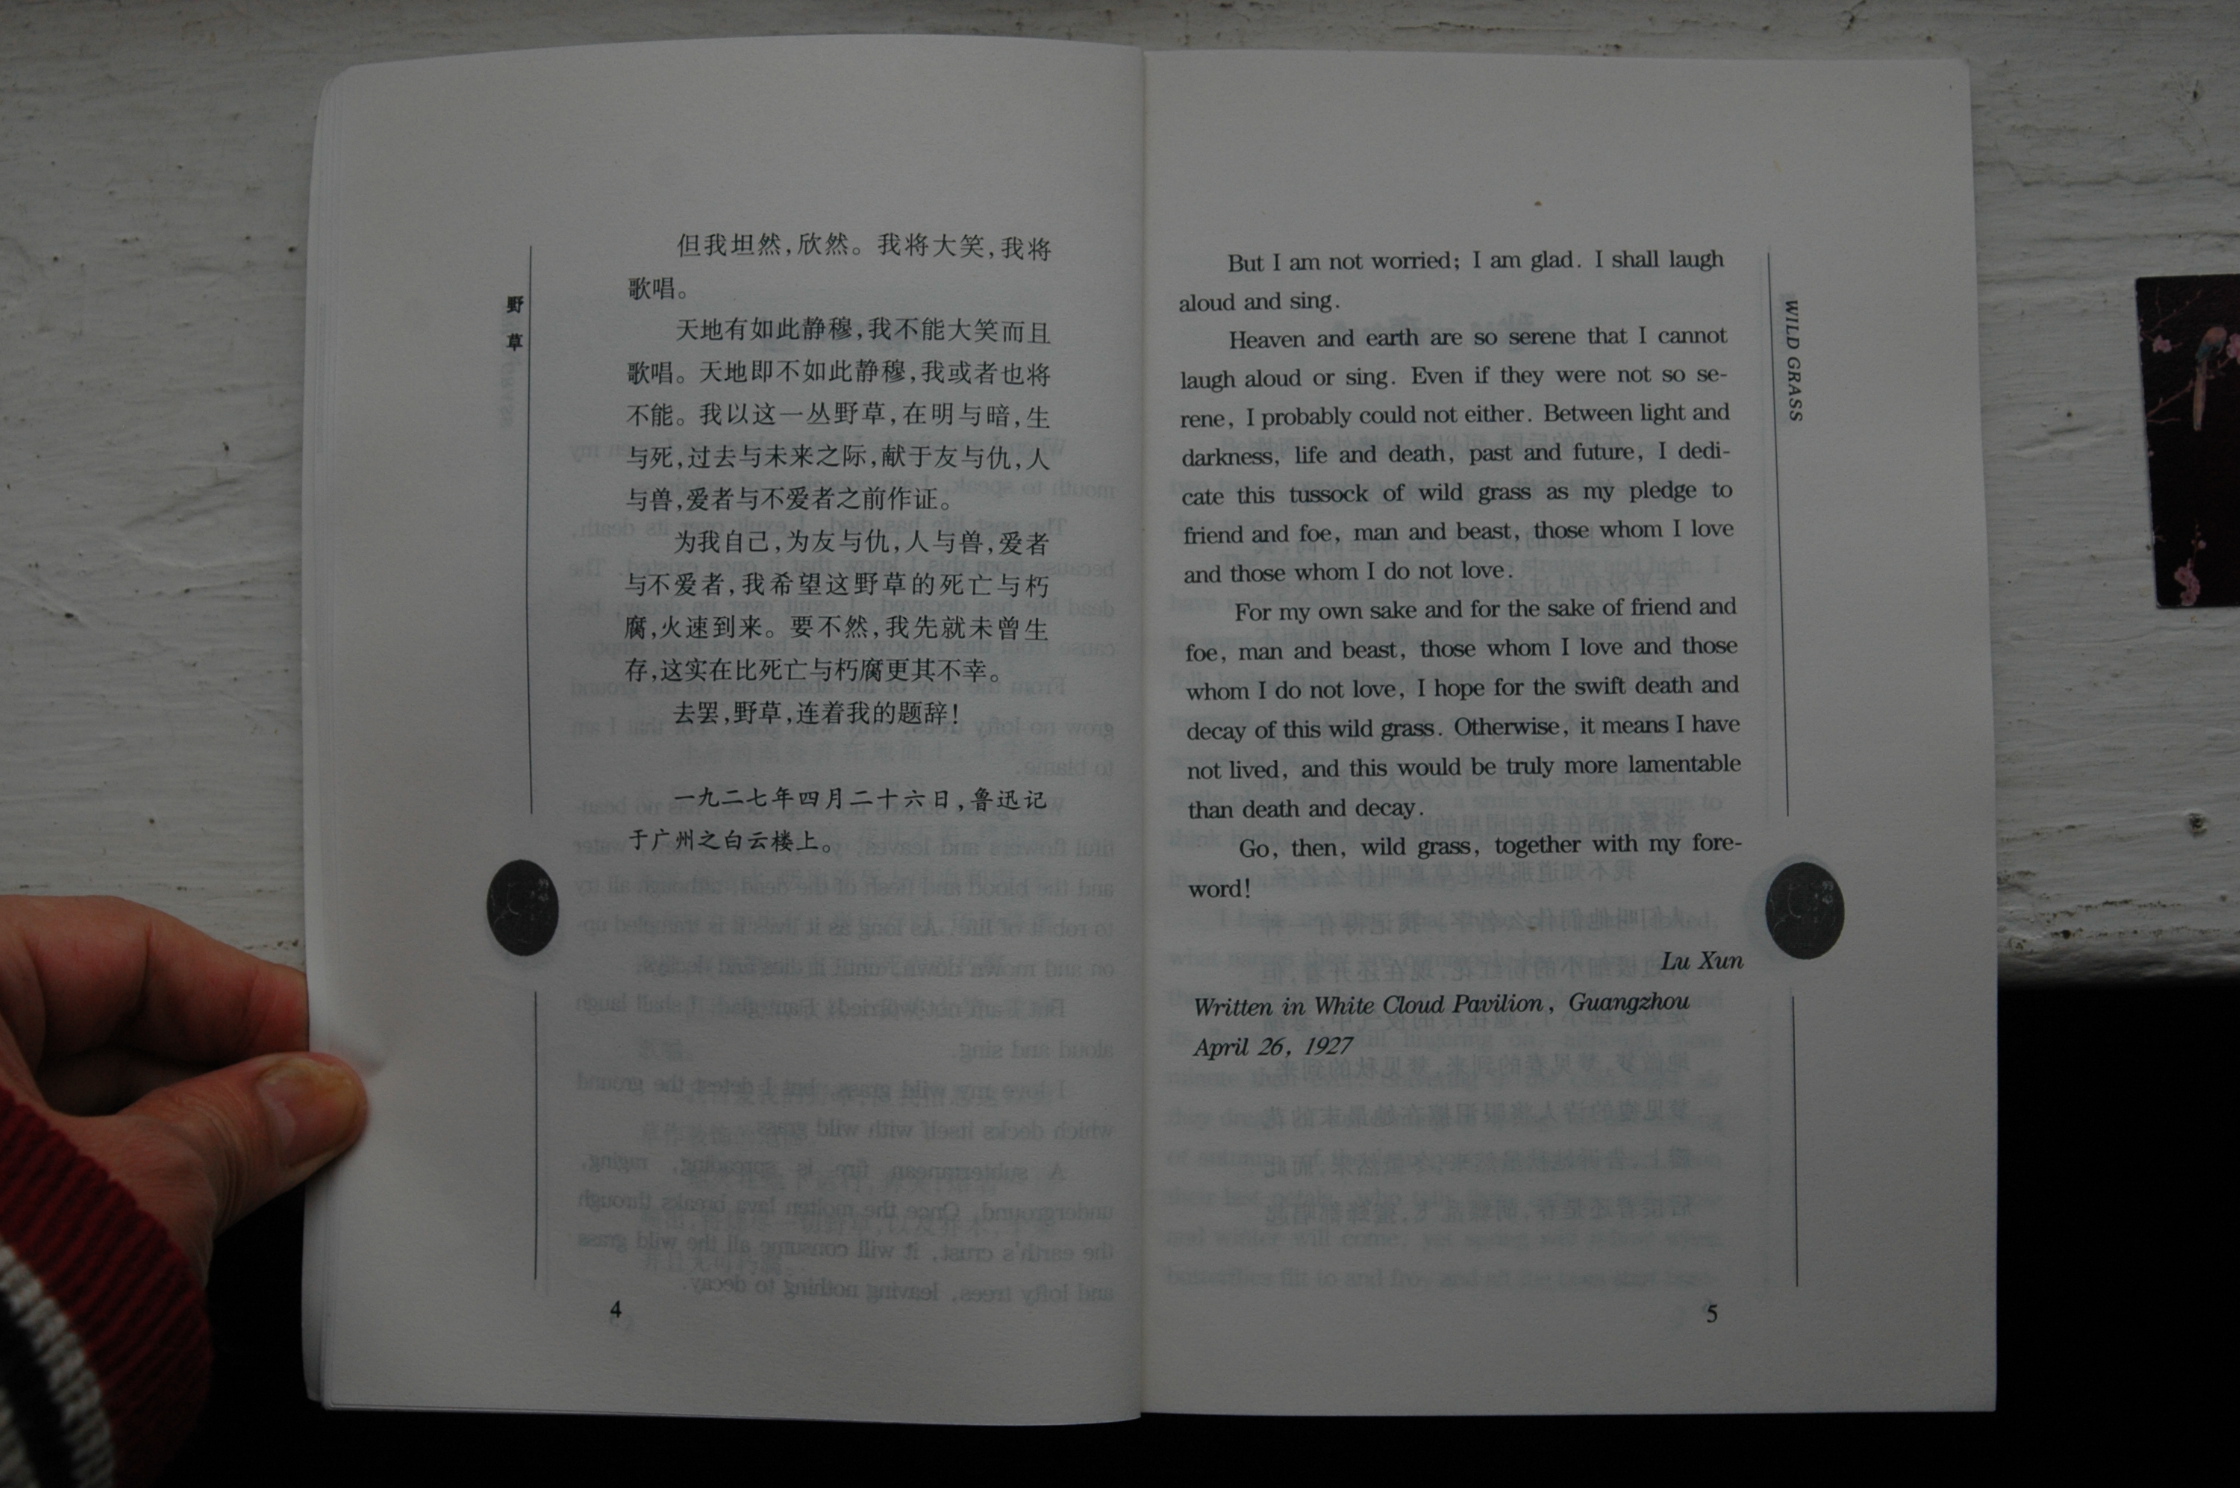 野草
但我坦然,欣然。我将大笑,我将
歌唱。
天地有如此静穆,我不能大笑而且
歌唱。天地即不如此静穆,我或者也将
不能。我以这一丛野草,在明与暗,生
与死,过去与未来之际,献于友与仇,人
与兽,爱者与不爱者之前作证。
为我自己,为友与仇,人与兽,爱者
与不爱者,我希望这野草的死亡与朽
腐,火速到来。要不然,我先就未曾生
存,这实在比死亡与朽腐更其不幸。
去罢,野草,连着我的题辞!
一九二七年四月二十六日,鲁迅记
于广州之白云楼上。
4
WILD GRASS
But I am not worried; I am glad. I shall laugh
aloud and sing.
Heaven and earth are so serene that I cannot
laugh aloud or sing. Even if they were not so se-
rene, I probably could not either. Between light and
darkness, life and death, past and future, I dedi-
cate this tussock of wild grass as my pledge to
friend and foe, man and beast, those whom I love
and those whom I do not love.
For my own sake and for the sake of friend and
foe, man and beast, those whom I love and those
whom I do not love, I hope for the swift death and
decay of this wild grass. Otherwise, it means I have
not lived, and this would be truly more lamentable
than death and decay.
Go, then, wild grass, together with my fore-
word!
Lu Xun
Written in White Cloud Pavilion, Guangzhou
April 26, 1927
5